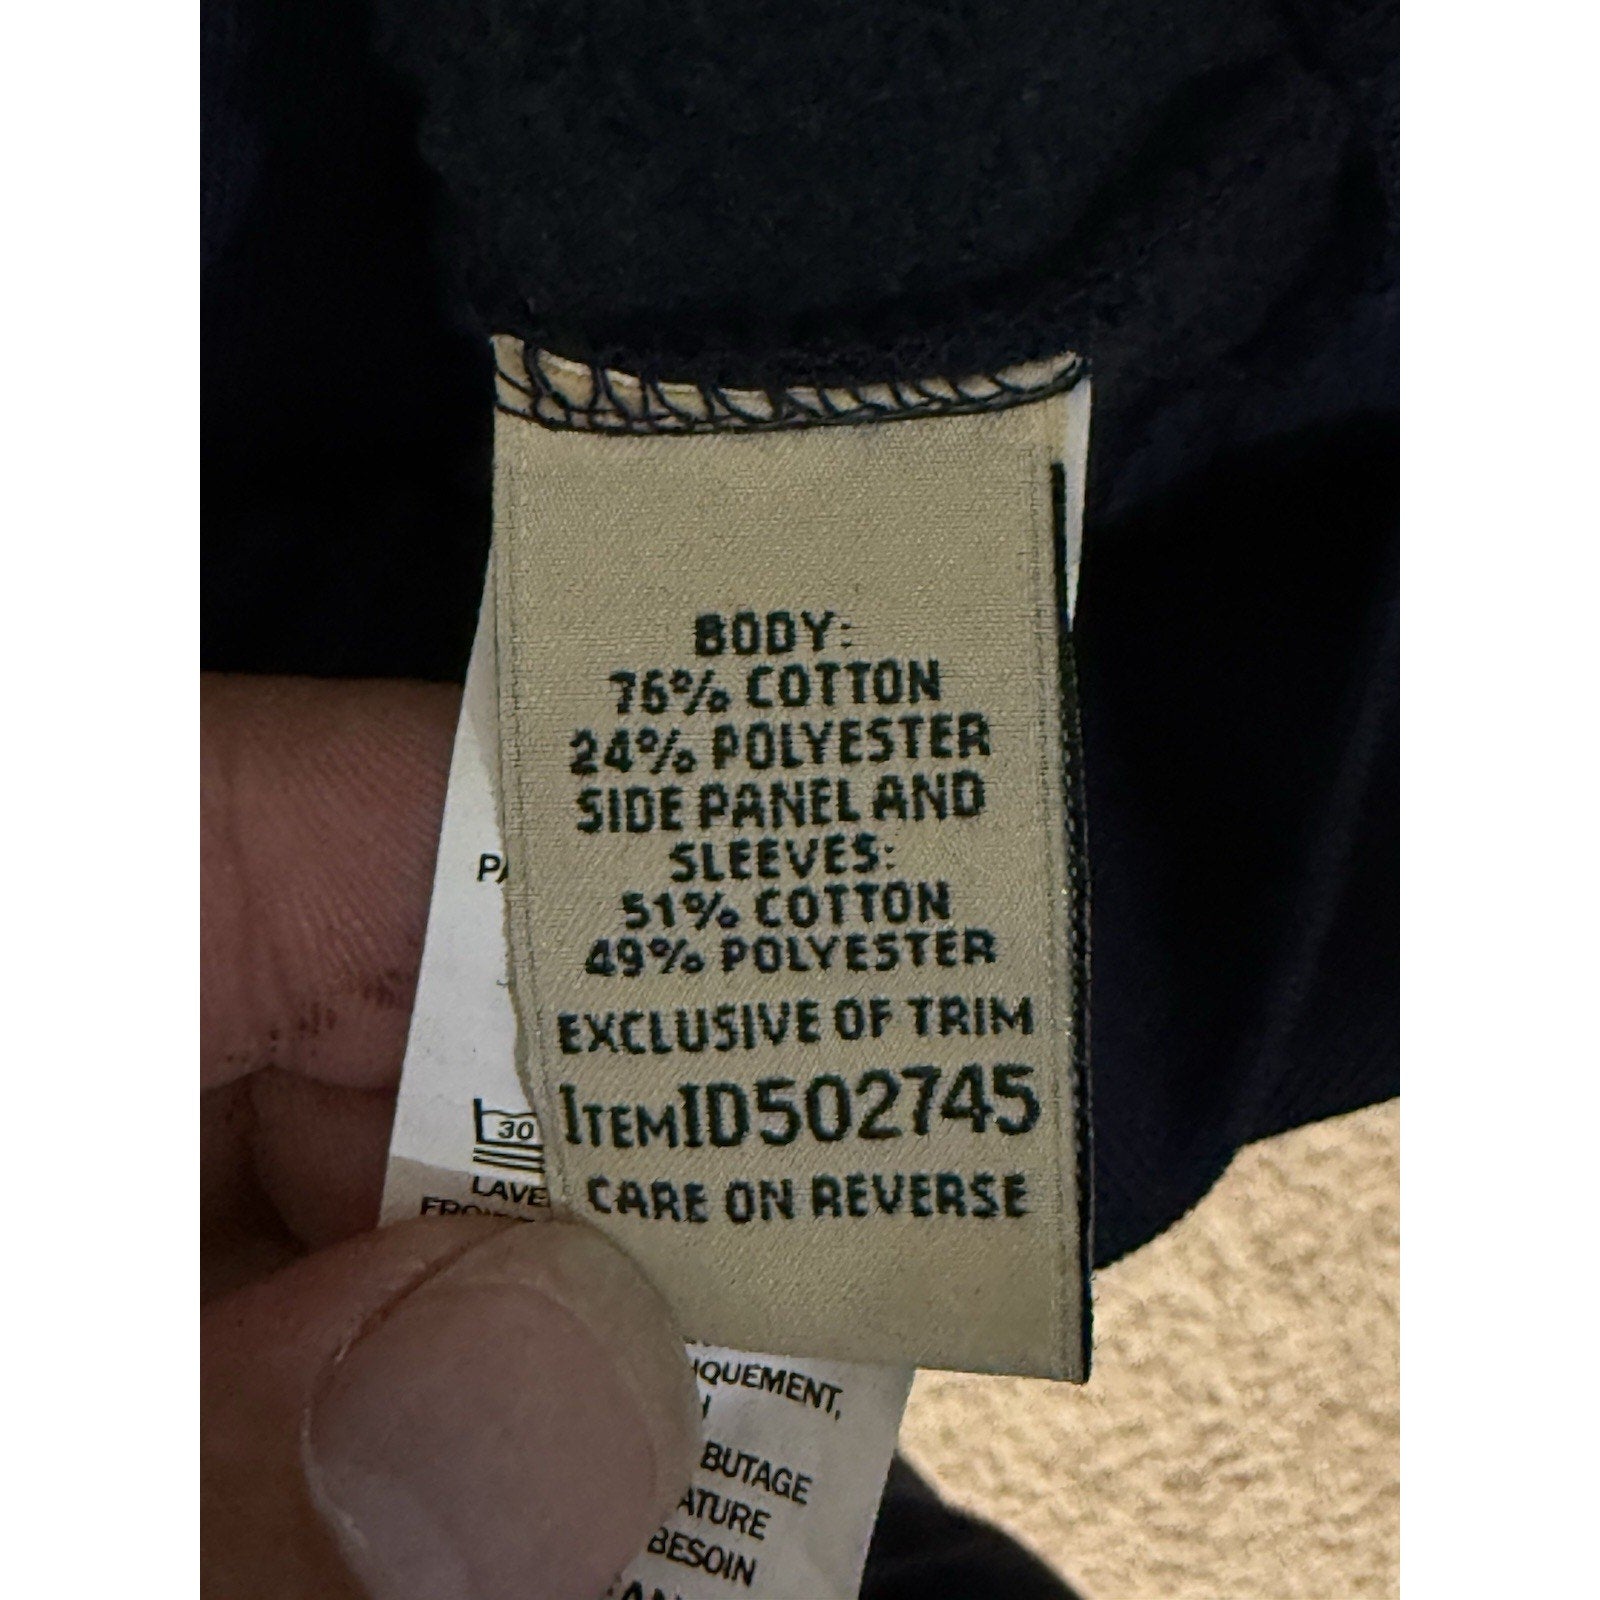 BODY:
76% COTTON
24% POLYESTER
SIDE PANEL AND
SLEEVES:
51% COTTON
49% POLYESTER
EXCLUSIVE OF TRIM
ITEMID502745
CARE ON REVERSE
30
QUEMENT,
BUTAGE
ATURE
BESOIN